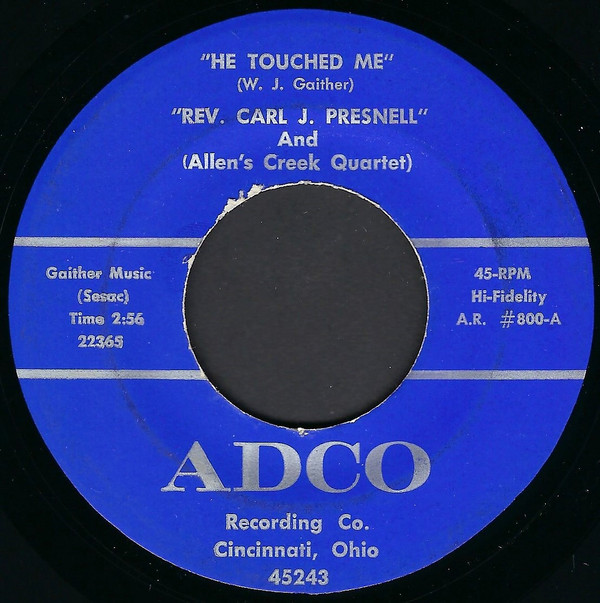 "HE TOUCHED ME"
(W. J. Gaither)
"REV. CARL J. PRESNELL"
And
(Allen's Creek Quartet)
Gaither Music
(Sesac)
Time 2:56
22365
45-RPM
Hi-Fidelity
A.R. #800-A
ADCO
Recording Co.
Cincinnati, Ohio
45243